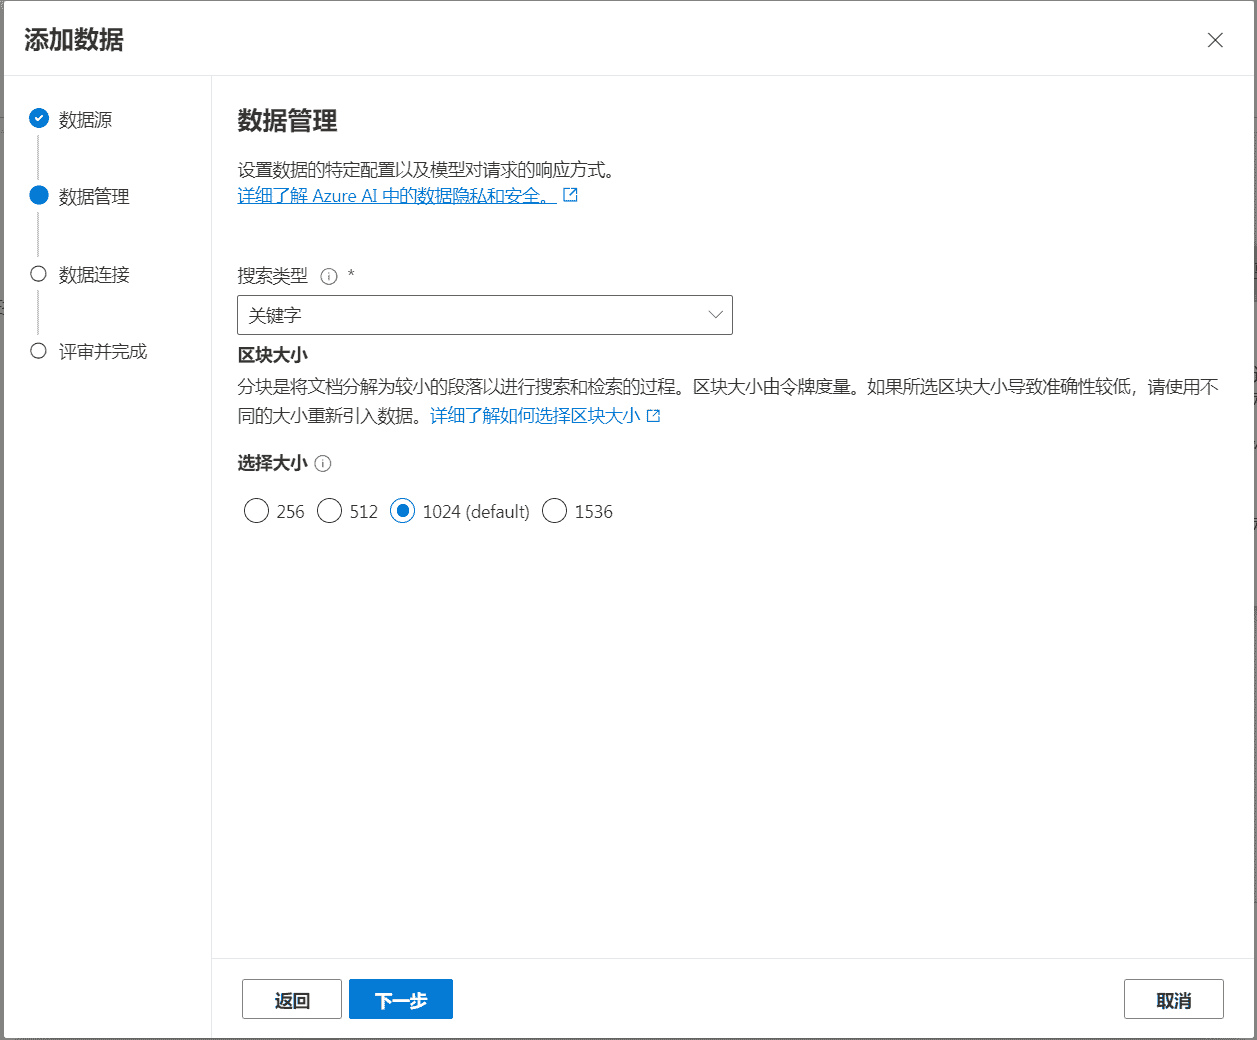 添加数据
数据源
数据管理
数据连接
评审并完成
数据管理
设置数据的特定配置以及模型对请求的响应方式。
详细了解 Azure AI 中的数据隐私和安全。
搜索类型 *
关键字
区块大小
分块是将文档分解为较小的段落以进行搜索和检索的过程。区块大小由令牌度量。如果所选区块大小导致准确性较低，请使用不
同的大小重新引入数据。详细了解如何选择区块大小
选择大小
256 512 1024 (default) 1536
返回 下一步 取消